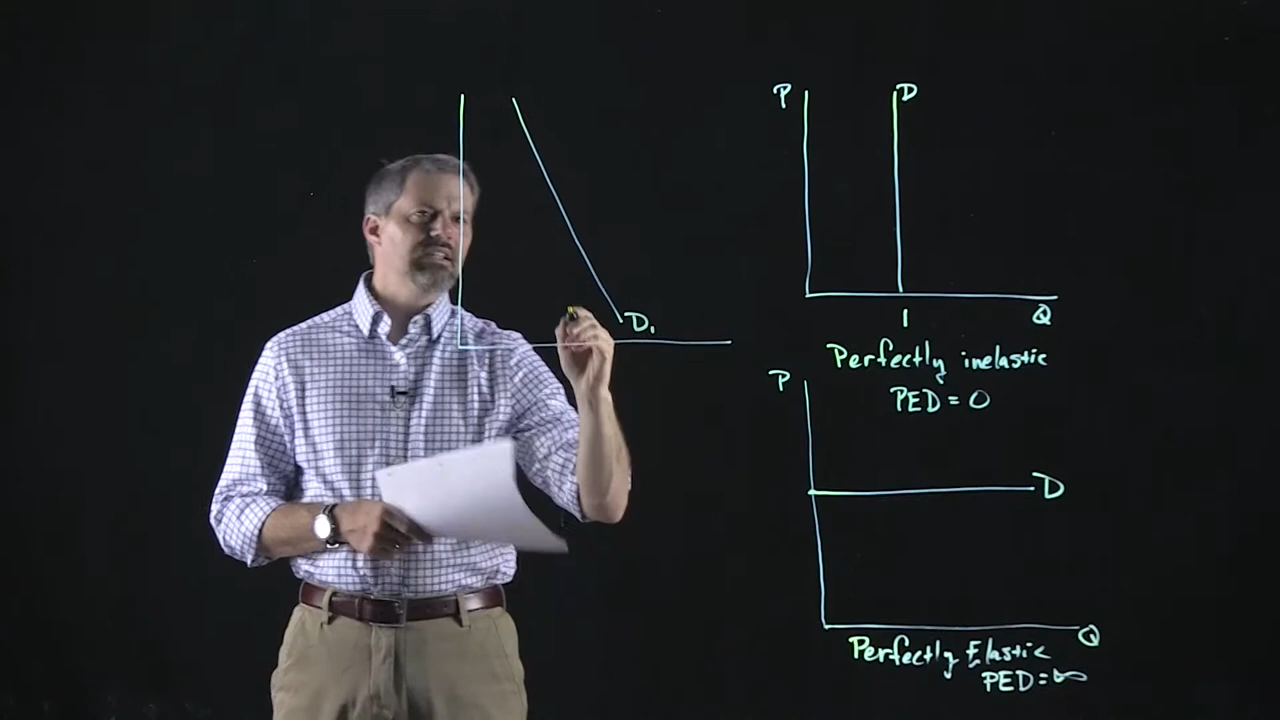 D₁
P
D
1
Q
Perfectly inelastic
PED = 0
P
D
Q
Perfectly Elastic
PED = ∞